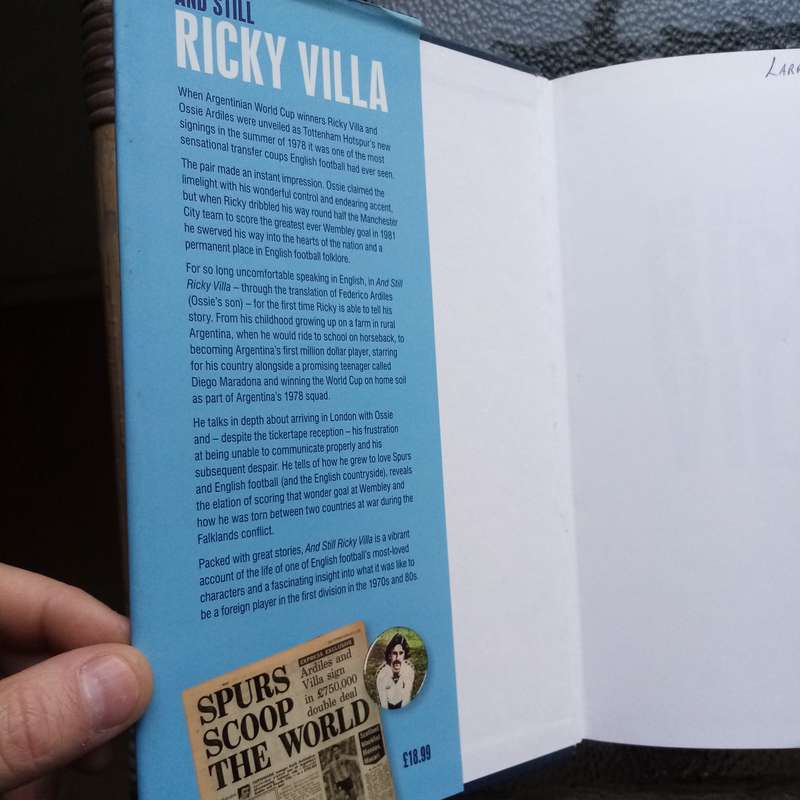 AND STILL
RICKY VILLA
When Argentinian World Cup winners Ricky Villa and
Ossie Ardiles were unveiled as Tottenham Hotspur's new
signings in the summer of 1978 it was one of the most
sensational transfer coups English football had ever seen.
The pair made an instant impression. Ossie claimed the
limelight with his wonderful control and endearing accent,
but when Ricky dribbled his way round half the Manchester
City team to score the greatest ever Wembley goal in 1981
he swerved his way into the hearts of the nation and a
permanent place in English football folklore.
For so long uncomfortable speaking in English, in And Still
Ricky Villa – through the translation of Federico Ardiles
(Ossie's son) – for the first time Ricky is able to tell his
story. From his childhood growing up on a farm in rural
Argentina, when he would ride to school on horseback, to
becoming Argentina's first million dollar player, starring
for his country alongside a promising teenager called
Diego Maradona and winning the World Cup on home soil
as part of Argentina's 1978 squad.
He talks in depth about arriving in London with Ossie
and – despite the tickertape reception – his frustration
at being unable to communicate properly and his
subsequent despair. He tells of how he grew to love Spurs
and English football (and the English countryside), reveals
the elation of scoring that wonder goal at Wembley and
how he was torn between two countries at war during the
Falklands conflict.
Packed with great stories, And Still Ricky Villa is a vibrant
account of the life of one of English football's most-loved
characters and a fascinating insight into what it was like to
be a foreign player in the first division in the 1970s and 80s
EXPRESS EXCLUSIVE
SPURS
SCOOP
THE WORLD
Ardiles and
Villa sign
in £750,000
double deal
£18.99